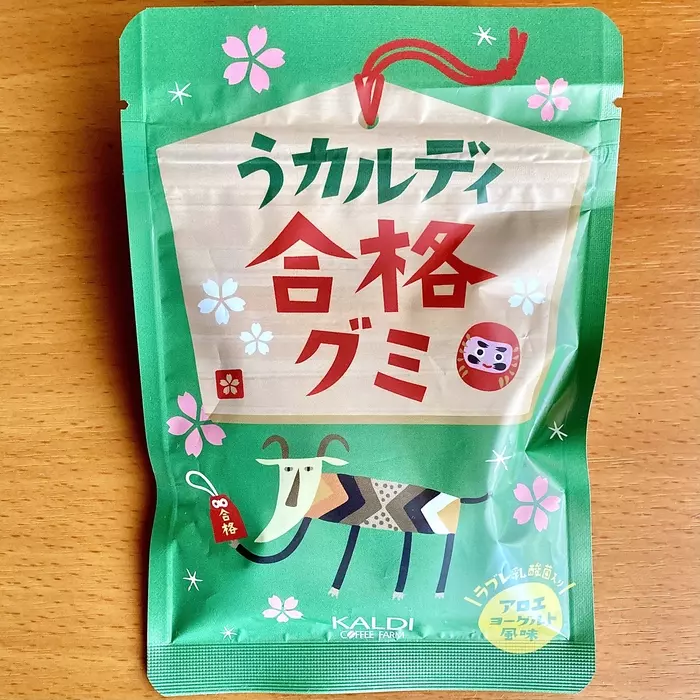 うカルディ
合格
グミ
合格
ラブレ乳酸菌入り
アロエ
ヨーグルト
風味
KALDI
COFFEE FARM